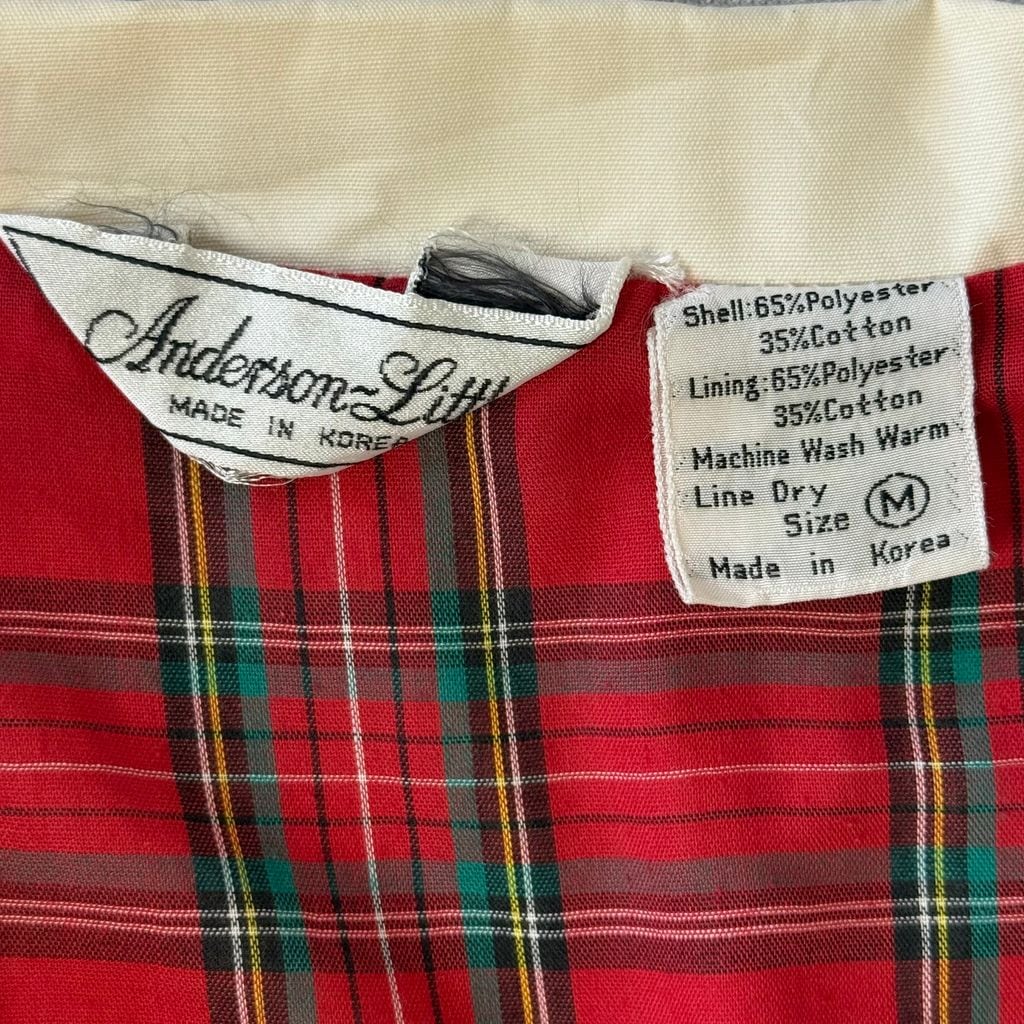 Anderson~Littl
MADE IN KOREA
Shell:65%Polyester
35%Cotton
Lining:65%Polyester
35%Cotton
Machine Wash Warm
Line Dry
Size M
Made in Korea